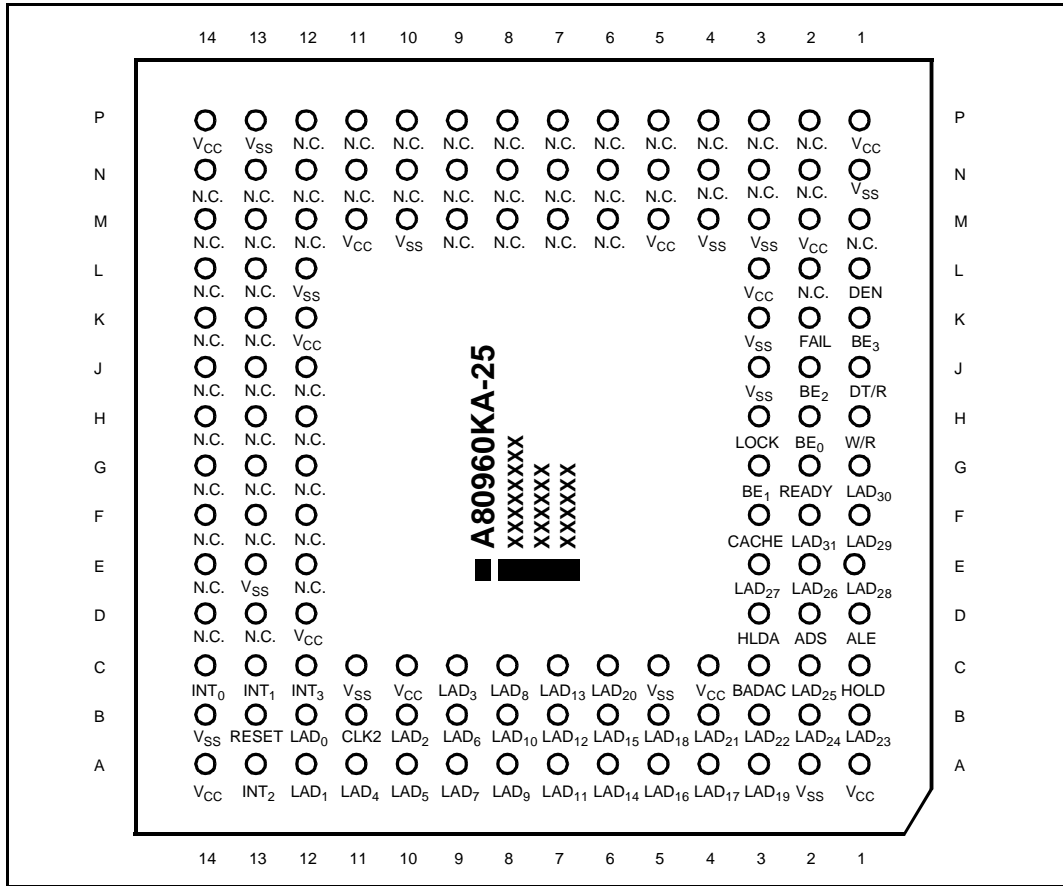 14 13 12 11 10 9 8 7 6 5 4 3 2 1
P P
VCC VSS N.C. N.C. N.C. N.C. N.C. N.C. N.C. N.C. N.C. N.C. N.C. VCC
N N
N.C. N.C. N.C. N.C. N.C. N.C. N.C. N.C. N.C. N.C. N.C. N.C. N.C. VSS
M M
N.C. N.C. N.C. VCC VSS N.C. N.C. N.C. N.C. VCC VSS VSS VCC N.C.
L L
N.C. N.C. VSS VCC N.C. DEN
K K
N.C. N.C. VCC VSS FAIL BE3
J J
N.C. N.C. N.C. VSS BE2 DT/R
H H
N.C. N.C. N.C. LOCK BE0 W/R
G G
N.C. N.C. N.C. BE1 READY LAD30
F F
N.C. N.C. N.C. CACHE LAD31 LAD29
E E
N.C. VSS N.C. LAD27 LAD26 LAD28
D D
N.C. N.C. VCC HLDA ADS ALE
A80960KA-25
XXXXXXXX
XXXXX
XXXXX
C C
INT0 INT1 INT3 VSS VCC LAD3 LAD8 LAD13 LAD20 VSS VCC BADAC LAD25 HOLD
B B
VSS RESET LAD0 CLK2 LAD2 LAD6 LAD10 LAD12 LAD15 LAD18 LAD21 LAD22 LAD24 LAD23
A A
VCC INT2 LAD1 LAD4 LAD5 LAD7 LAD9 LAD11 LAD14 LAD16 LAD17 LAD19 VSS VCC
14 13 12 11 10 9 8 7 6 5 4 3 2 1